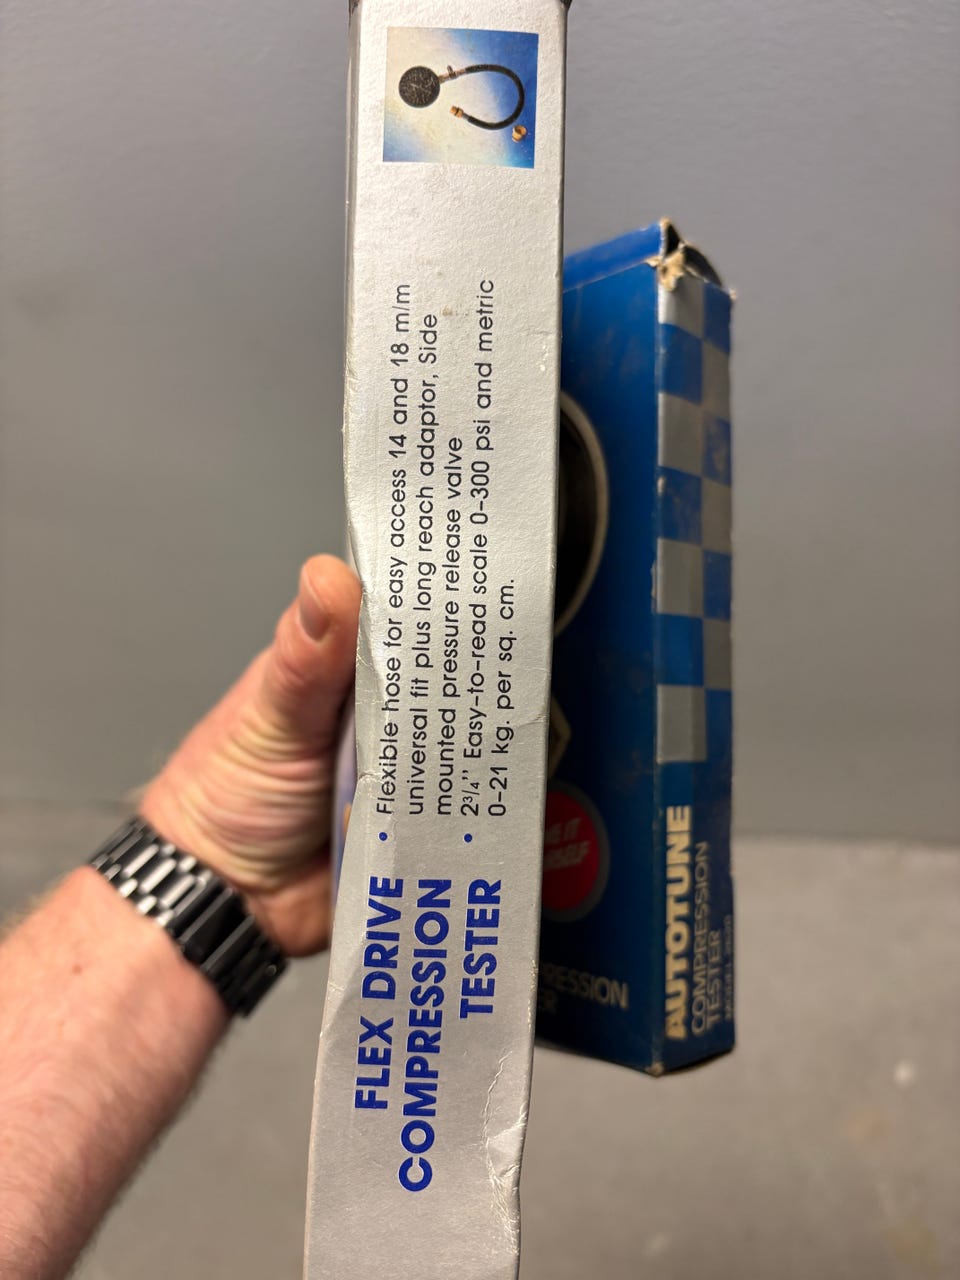 FLEX DRIVE
COMPRESSION
TESTER
• Flexible hose for easy access 14 and 18 m/m
universal fit plus long reach adaptor, Side
mounted pressure release valve
• 2³/₄" Easy-to-read scale 0-300 psi and metric
0-21 kg. per sq. cm.
AUTOTUNE
COMPRESSION
TESTER